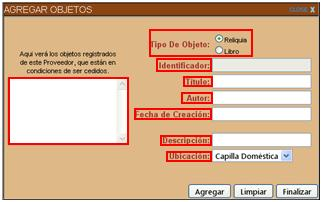 AGREGAR OBJETOS
CLOSE X
Aqui verá los objetos registrados
de este Proveedor, que están en
condiciones de ser cedidos.
Tipo De Objeto:
Reliquia
Libro
Identificador:
Título:
Autor:
Fecha de Creación:
Descripción:
Ubicación:
Capilla Doméstica
Agregar
Limpiar
Finalizar